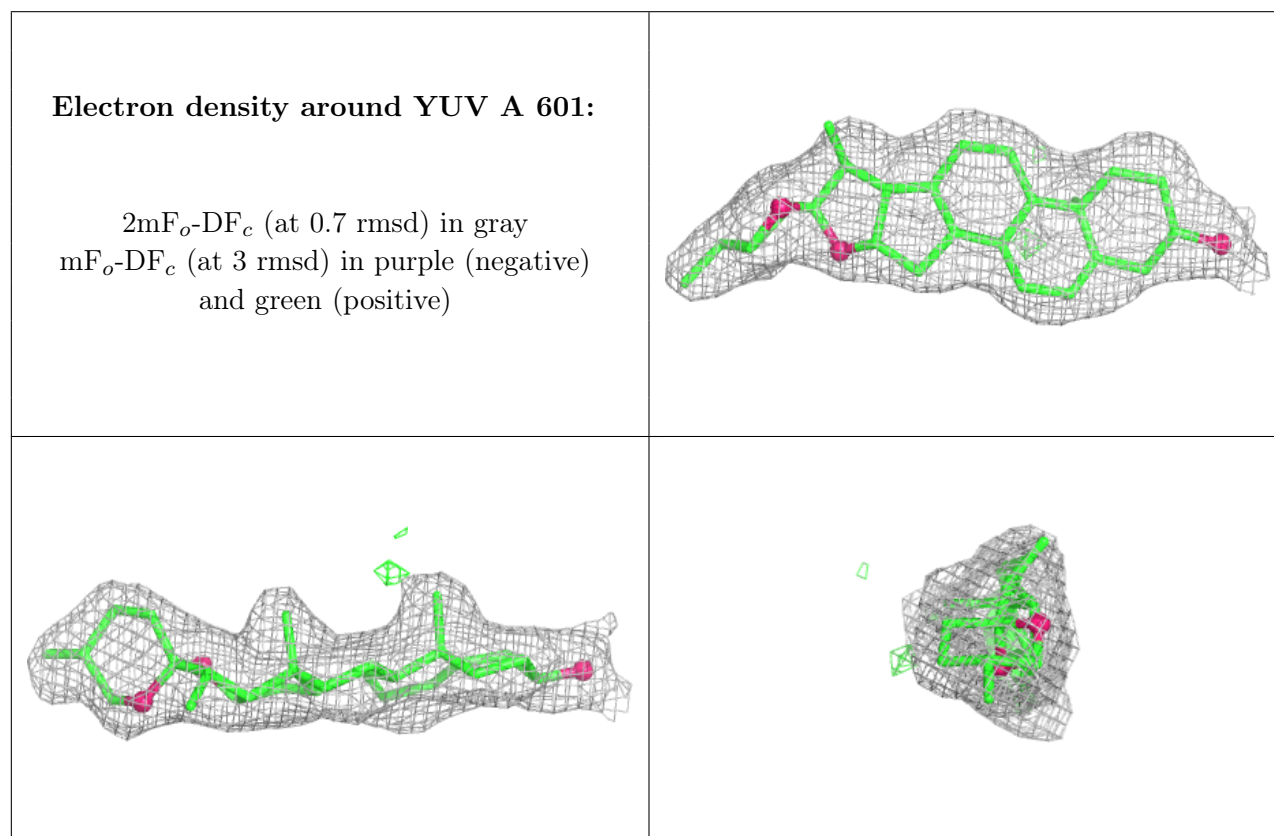 Electron density around YUV A 601:
2mFo-DFc (at 0.7 rmsd) in gray
mFo-DFc (at 3 rmsd) in purple (negative)
and green (positive)